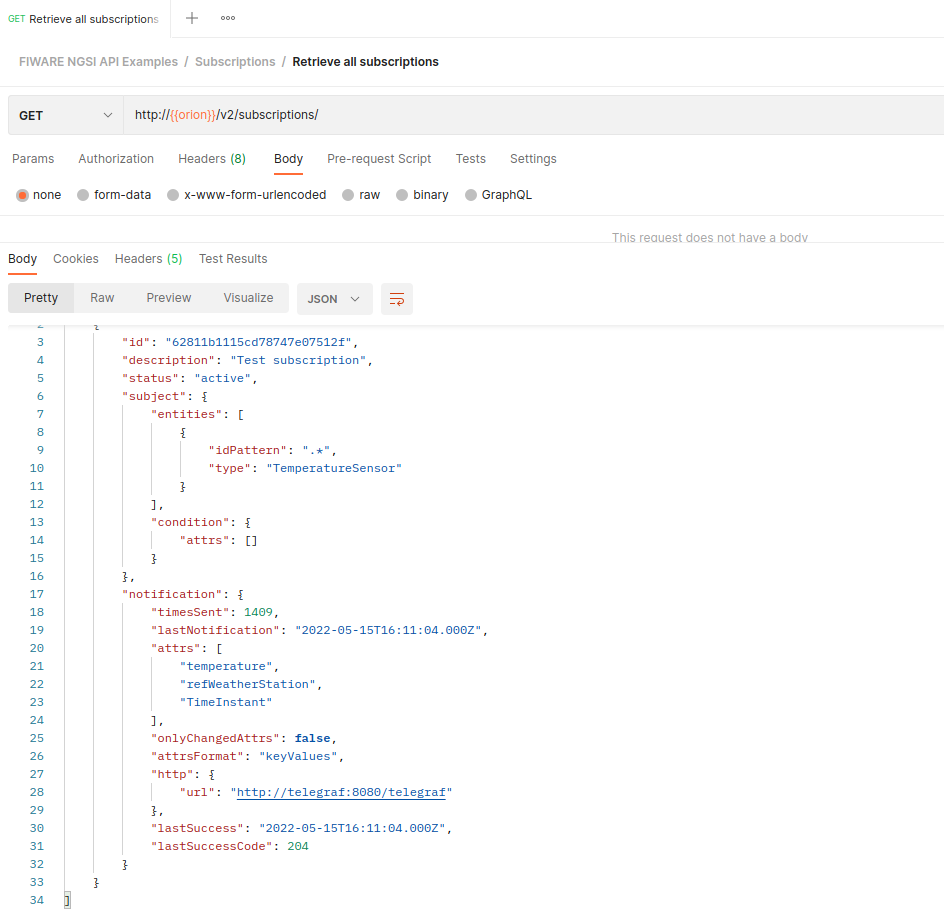 GET Retrieve all subscriptions
FIWARE NGSI API Examples / Subscriptions / Retrieve all subscriptions
GET http://{{orion}}/v2/subscriptions/
Params Authorization Headers (8) Body Pre-request Script Tests Settings
none form-data x-www-form-urlencoded raw binary GraphQL
This request does not have a body
Body Cookies Headers (5) Test Results
Pretty Raw Preview Visualize JSON
2 {
3 "id": "62811b1115cd78747e07512f",
4 "description": "Test subscription",
5 "status": "active",
6 "subject": {
7 "entities": [
8 {
9 "idPattern": ".*",
10 "type": "TemperatureSensor"
11 }
12 ],
13 "condition": {
14 "attrs": []
15 }
16 },
17 "notification": {
18 "timesSent": 1409,
19 "lastNotification": "2022-05-15T16:11:04.000Z",
20 "attrs": [
21 "temperature",
22 "refWeatherStation",
23 "TimeInstant"
24 ],
25 "onlyChangedAttrs": false,
26 "attrsFormat": "keyValues",
27 "http": {
28 "url": "http://telegraf:8080/telegraf"
29 },
30 "lastSuccess": "2022-05-15T16:11:04.000Z",
31 "lastSuccessCode": 204
32 }
33 }
34 ]